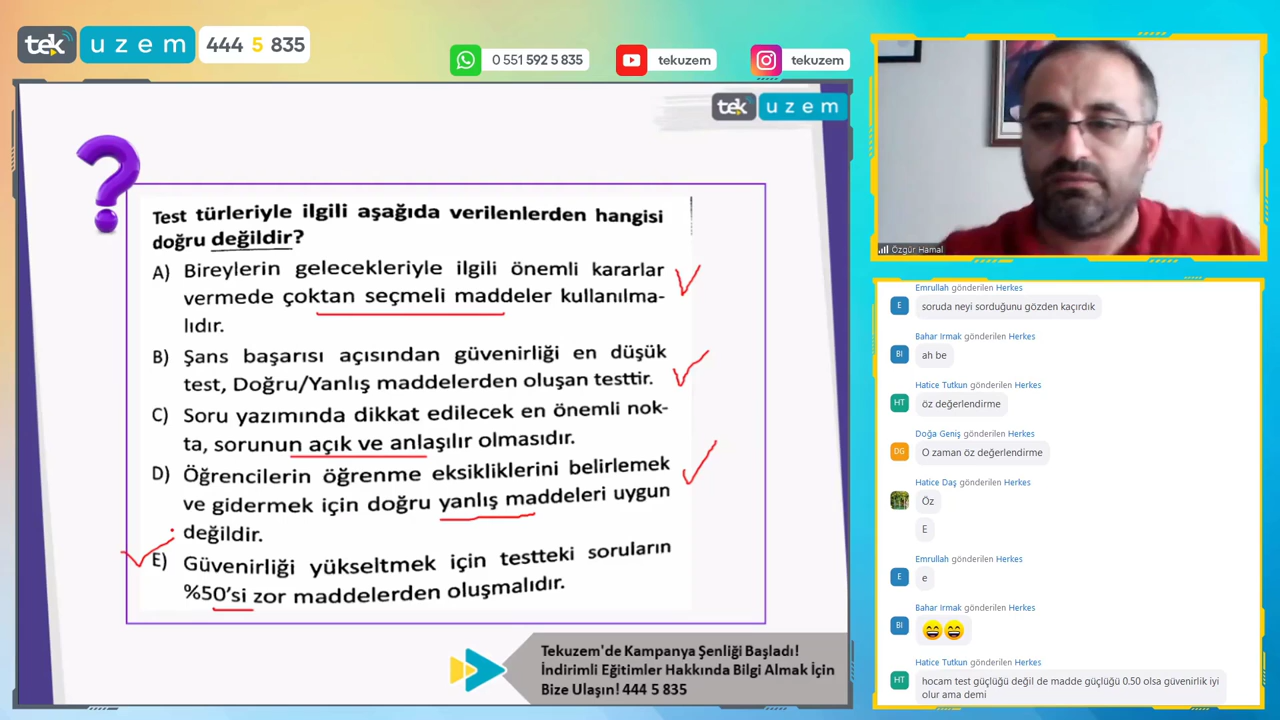 tek uzem 444 5 835
0 551 592 5 835
tekuzem
tekuzem
tek uzem
Test türleriyle ilgili aşağıda verilenlerden hangisi
doğru değildir?
A) Bireylerin gelecekleriyle ilgili önemli kararlar
vermede çoktan seçmeli maddeler kullanılma-
lıdır.
B) Şans başarısı açısından güvenirliği en düşük
test, Doğru/Yanlış maddelerden oluşan testtir.
C) Soru yazımında dikkat edilecek en önemli nok-
ta, sorunun açık ve anlaşılır olmasıdır.
D) Öğrencilerin öğrenme eksikliklerini belirlemek
ve gidermek için doğru yanlış maddeleri uygun
değildir.
E) Güvenirliği yükseltmek için testteki soruların
%50'si zor maddelerden oluşmalıdır.
Tekuzem'de Kampanya Şenliği Başladı!
İndirimli Eğitimler Hakkında Bilgi Almak İçin
Bize Ulaşın! 444 5 835
Özgür Hamal
Emrullah gönderilen Herkes
E soruda neyi sorduğunu gözden kaçırdık
Bahar Irmak gönderilen Herkes
BI ah be
Hatice Tutkun gönderilen Herkes
HT öz değerlendirme
Doğa Geniş gönderilen Herkes
DG O zaman öz değerlendirme
Hatice Daş gönderilen Herkes
Öz
E
Emrullah gönderilen Herkes
E e
Bahar Irmak gönderilen Herkes
BI
Hatice Tutkun gönderilen Herkes
HT hocam test güçlüğü değil de madde güçlüğü 0.50 olsa güvenirlik iyi
olur ama demi